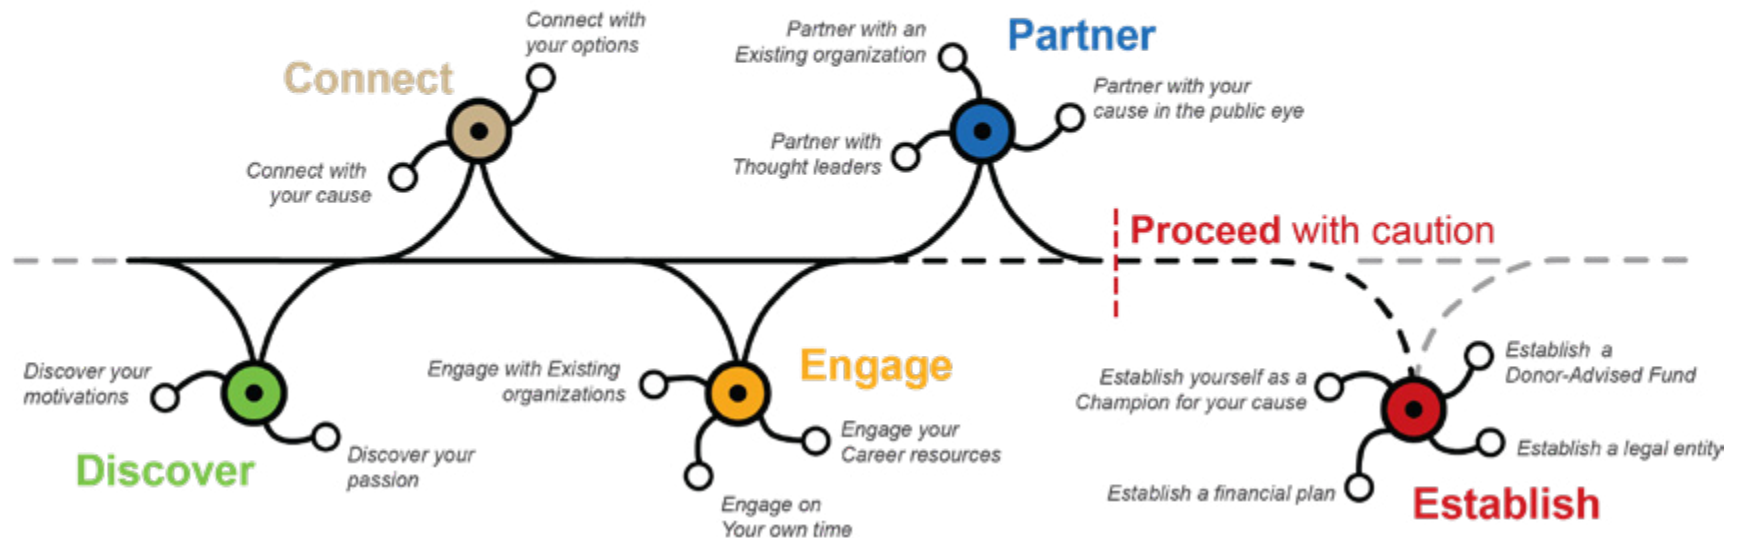 Connect
Connect with
your options
Connect with
your cause
Partner with an
Existing organization
Partner
Partner with your
cause in the public eye
Partner with
Thought leaders
Proceed with caution
Discover your
motivations
Discover
Discover your
passion
Engage with Existing
organizations
Engage
Engage your
Career resources
Engage on
Your own time
Establish yourself as a
Champion for your cause
Establish a
Donor-Advised Fund
Establish a legal entity
Establish a financial plan
Establish